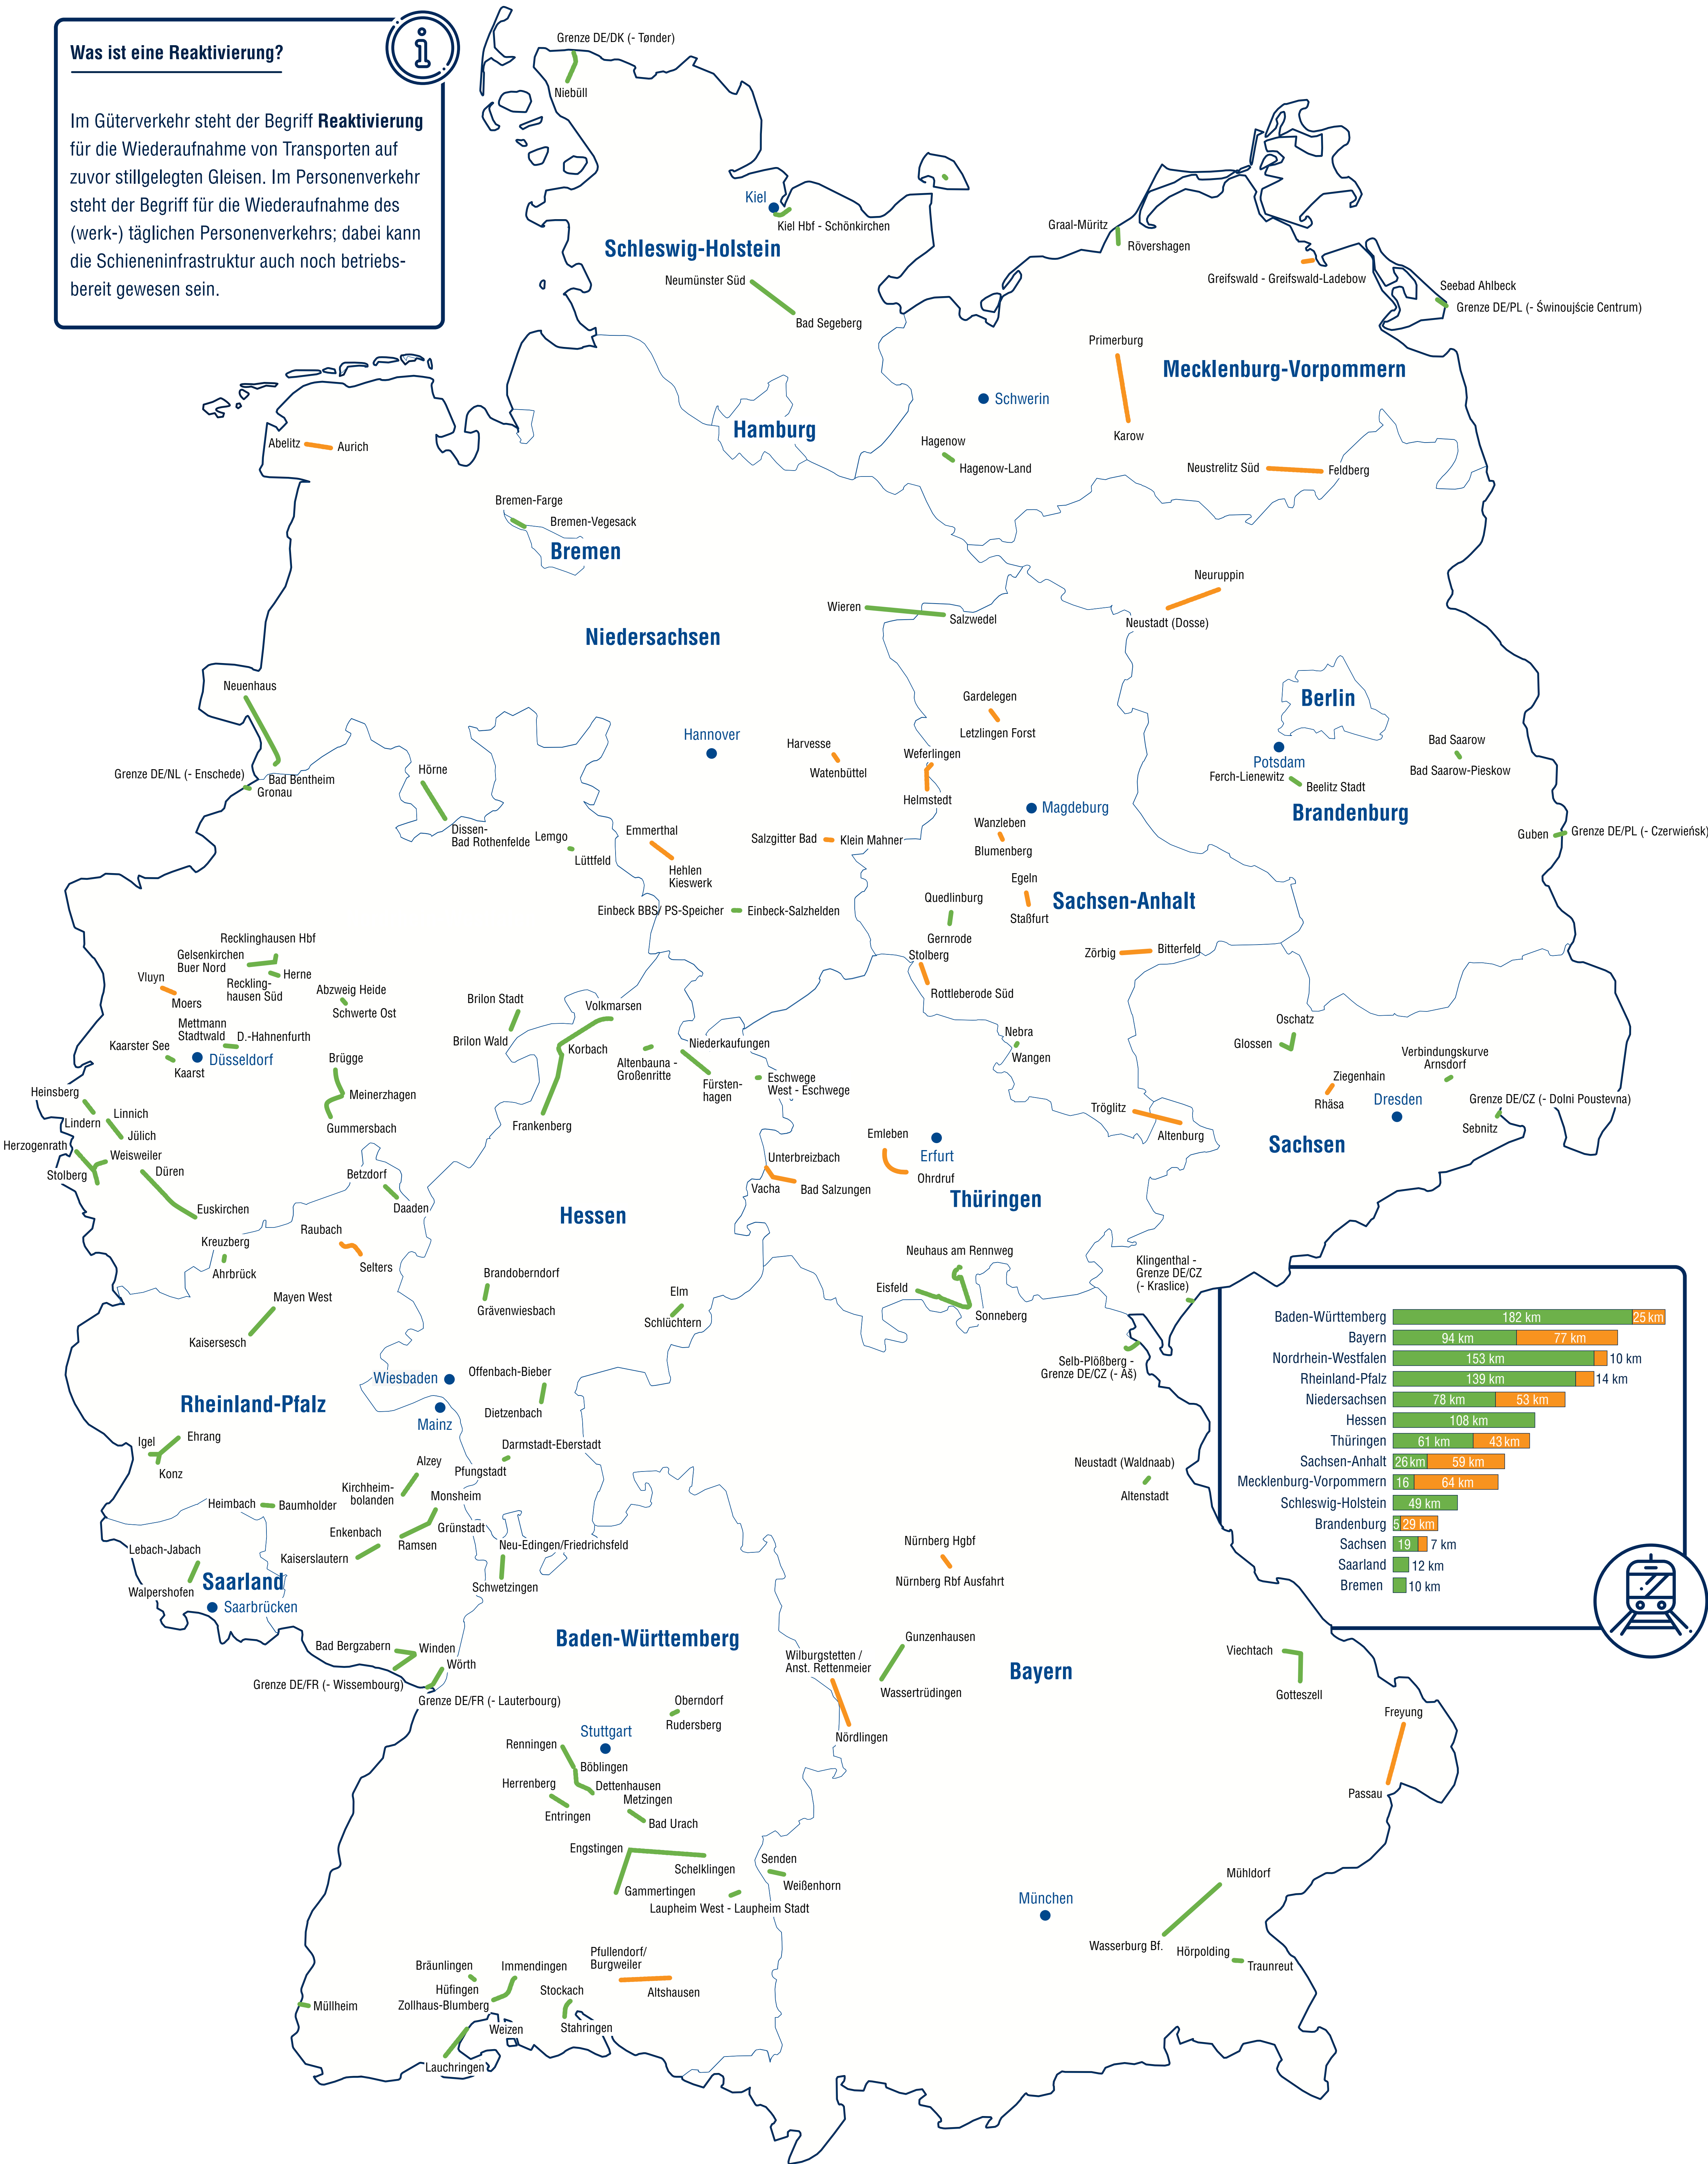 Was ist eine Reaktivierung?
Im Güterverkehr steht der Begriff Reaktivierung
für die Wiederaufnahme von Transporten auf
zuvor stillgelegten Gleisen. Im Personenverkehr
steht der Begriff für die Wiederaufnahme des
(werk-) täglichen Personenverkehrs; dabei kann
die Schieneninfrastruktur auch noch betriebs-
bereit gewesen sein.
Grenze DE/DK (- Tønder)
Niebüll
Kiel
Kiel Hbf - Schönkirchen
Schleswig-Holstein
Neumünster Süd
Bad Segeberg
Graal-Müritz
Rövershagen
Greifswald - Greifswald-Ladebow
Seebad Ahlbeck
Grenze DE/PL (- Świnoujście Centrum)
Primerburg
Mecklenburg-Vorpommern
Schwerin
Karow
Hamburg
Hagenow
Hagenow-Land
Neustrelitz Süd
Feldberg
Abelitz
Aurich
Bremen-Farge
Bremen-Vegesack
Bremen
Neuruppin
Neustadt (Dosse)
Wieren
Salzwedel
Niedersachsen
Neuenhaus
Gardelegen
Letzlingen Forst
Berlin
Hannover
Harvesse
Watenbüttel
Weferlingen
Helmstedt
Potsdam
Bad Saarow
Bad Saarow-Pieskow
Ferch-Lienewitz
Beelitz Stadt
Brandenburg
Grenze DE/NL (- Enschede)
Bad Bentheim
Gronau
Hörne
Dissen-
Bad Rothenfelde
Lemgo
Lüttfeld
Emmerthal
Hehlen
Kieswerk
Salzgitter Bad
Klein Mahner
Magdeburg
Wanzleben
Blumenberg
Guben
Grenze DE/PL (- Czerwieńsk)
Egeln
Staßfurt
Sachsen-Anhalt
Quedlinburg
Gernrode
Einbeck BBS/ PS-Speicher
Einbeck-Salzhelden
Recklinghausen Hbf
Gelsenkirchen
Buer Nord
Herne
Reckling-
hausen Süd
Vluyn
Moers
Abzweig Heide
Schwerte Ost
Stolberg
Rottleberode Süd
Zörbig
Bitterfeld
Mettmann
Stadtwald
D.-Hahnenfurth
Kaarster See
Kaarst
Düsseldorf
Brilon Stadt
Brilon Wald
Volkmarsen
Korbach
Frankenberg
Altenbauna -
Großenritte
Niederkaufungen
Fürsten-
hagen
Eschwege
West - Eschwege
Nebra
Wangen
Oschatz
Glossen
Verbindungskurve
Arnsdorf
Ziegenhain
Rhäsa
Dresden
Grenze DE/CZ (- Dolni Poustevna)
Sebnitz
Sachsen
Brügge
Meinerzhagen
Gummersbach
Heinsberg
Lindern
Linnich
Jülich
Herzogenrath
Weisweiler
Stolberg
Düren
Euskirchen
Tröglitz
Altenburg
Emleben
Ohrdruf
Erfurt
Thüringen
Unterbreizbach
Vacha
Bad Salzungen
Betzdorf
Daaden
Hessen
Kreuzberg
Ahrbrück
Raubach
Selters
Mayen West
Kaisersesch
Brandoberndorf
Grävenwiesbach
Elm
Schlüchtern
Neuhaus am Rennweg
Eisfeld
Sonneberg
Klingenthal -
Grenze DE/CZ
(- Kraslice)
Selb-Plößberg -
Grenze DE/CZ (- Aš)
Baden-Württemberg 182 km 25 km
Bayern 94 km 77 km
Nordrhein-Westfalen 153 km 10 km
Rheinland-Pfalz 139 km 14 km
Niedersachsen 78 km 53 km
Hessen 108 km
Thüringen 61 km 43 km
Sachsen-Anhalt 26 km 59 km
Mecklenburg-Vorpommern 16 64 km
Schleswig-Holstein 49 km
Brandenburg 5 29 km
Sachsen 19 7 km
Saarland 12 km
Bremen 10 km
Wiesbaden
Mainz
Offenbach-Bieber
Dietzenbach
Rheinland-Pfalz
Igel
Ehrang
Konz
Darmstadt-Eberstadt
Pfungstadt
Alzey
Kirchheim-
bolanden
Monsheim
Grünstadt
Heimbach
Baumholder
Enkenbach
Ramsen
Kaiserslautern
Neu-Edingen/Friedrichsfeld
Schwetzingen
Lebach-Jabach
Walpershofen
Saarland
Saarbrücken
Neustadt (Waldnaab)
Altenstadt
Nürnberg Hgbf
Nürnberg Rbf Ausfahrt
Bad Bergzabern
Winden
Wörth
Grenze DE/FR (- Wissembourg)
Grenze DE/FR (- Lauterbourg)
Baden-Württemberg
Gunzenhausen
Wassertrüdingen
Wilburgstetten /
Anst. Rettenmeier
Nördlingen
Bayern
Viechtach
Gotteszell
Freyung
Passau
Oberndorf
Rudersberg
Stuttgart
Renningen
Böblingen
Dettenhausen
Herrenberg
Entringen
Metzingen
Bad Urach
Engstingen
Schelklingen
Gammertingen
Senden
Weißenhorn
Laupheim West - Laupheim Stadt
München
Mühldorf
Wasserburg Bf.
Hörpolding
Traunreut
Bräunlingen
Hüfingen
Immendingen
Zollhaus-Blumberg
Weizen
Lauchringen
Stockach
Stahringen
Pfullendorf/
Burgweiler
Altshausen
Müllheim